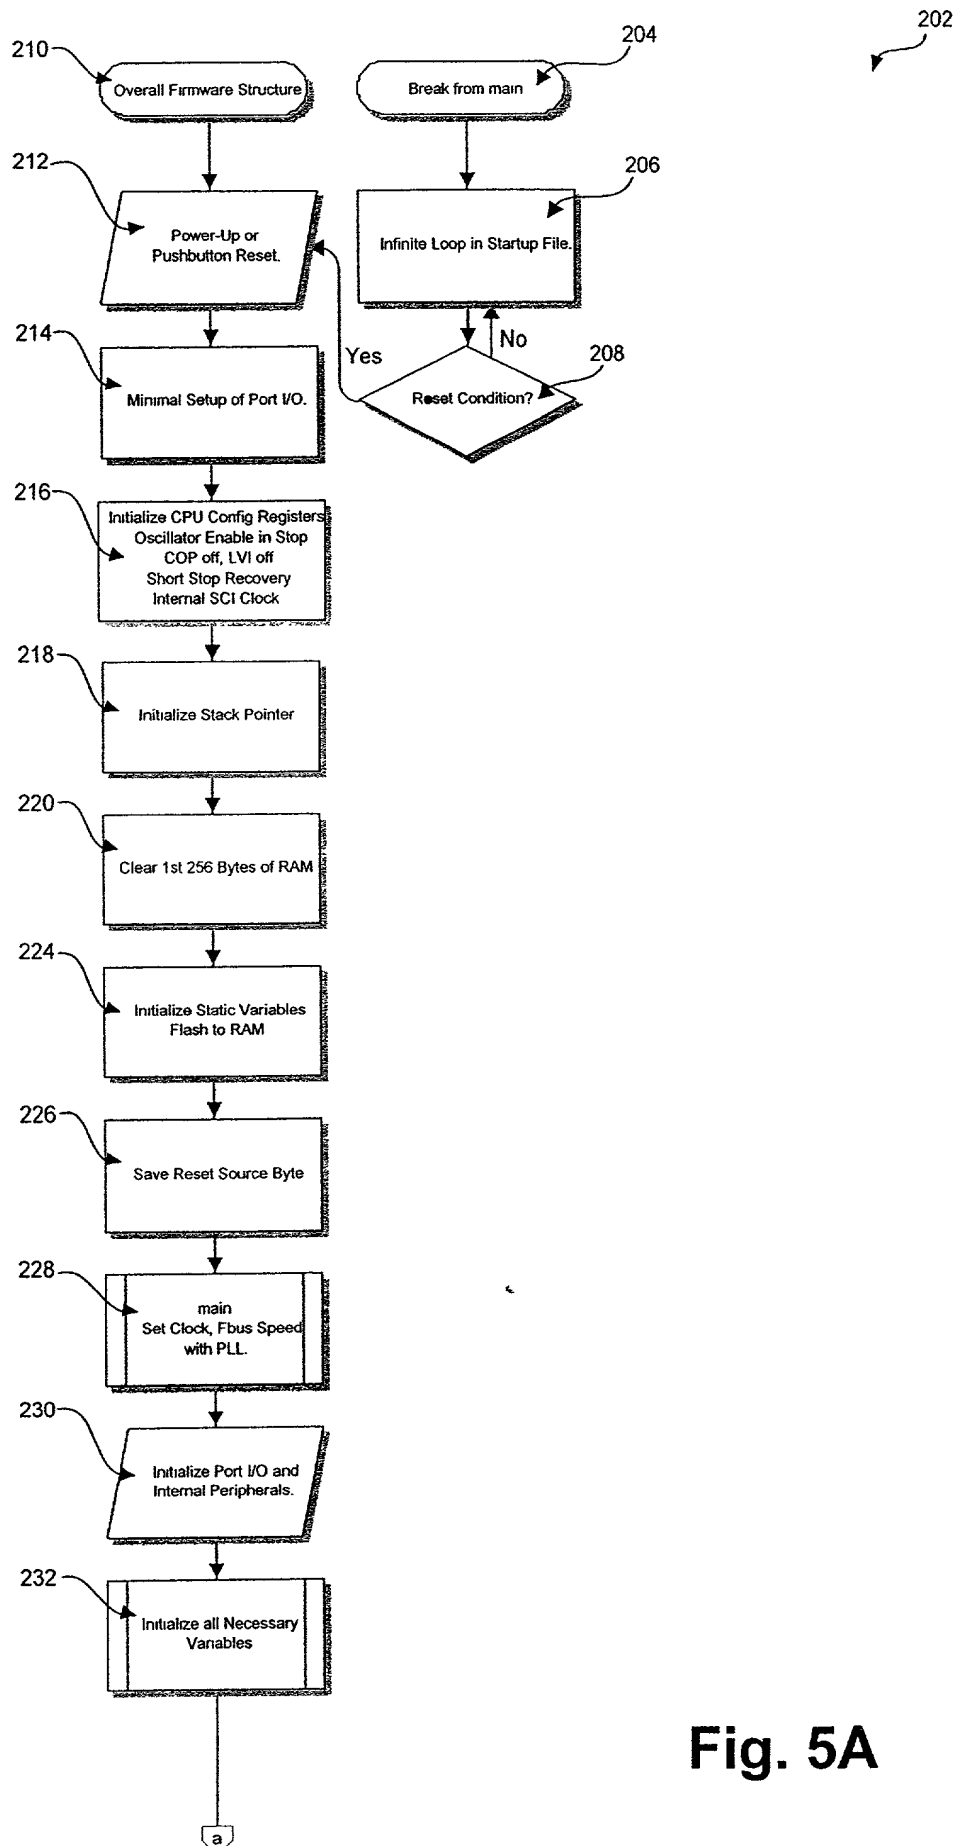 202
210
Overall Firmware Structure
204
Break from main
212
Power-Up or
Pushbutton Reset.
206
Infinite Loop in Startup File.
Yes
No
208
Reset Condition?
214
Minimal Setup of Port I/O.
216
Initialize CPU Config Registers
Oscillator Enable in Stop
COP off, LVI off
Short Stop Recovery
Internal SCI Clock
218
Initialize Stack Pointer
220
Clear 1st 256 Bytes of RAM
224
Initialize Static Variables
Flash to RAM
226
Save Reset Source Byte
228
main
Set Clock, Fbus Speed
with PLL.
230
Initialize Port I/O and
Internal Peripherals.
232
Initialize all Necessary
Variables
a
Fig. 5A